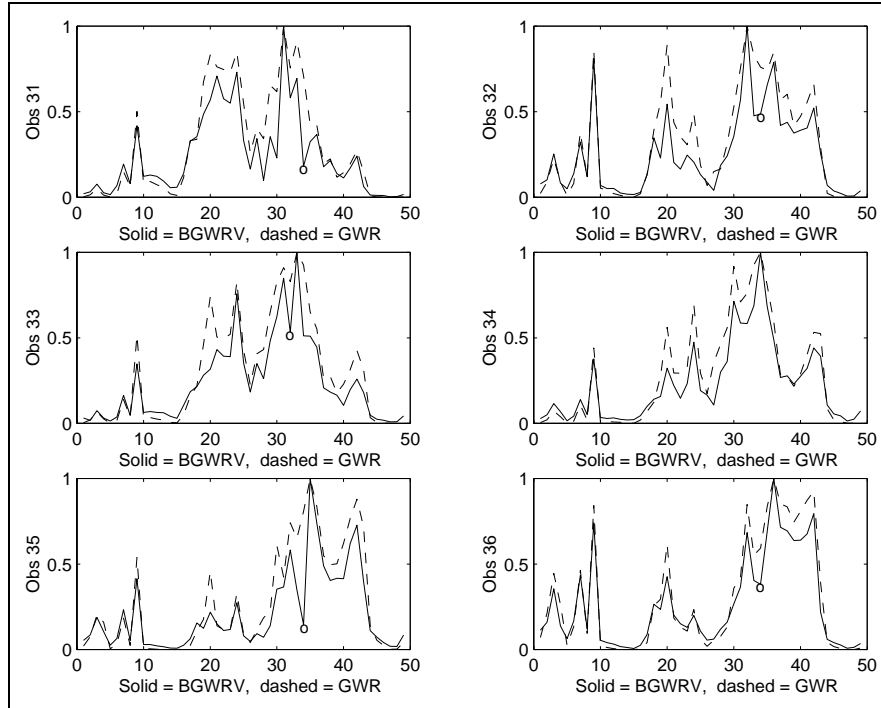 1
0.5
0
Obs 31
0 10 20 30 40 50
Solid = BGWRV, dashed = GWR
o
1
0.5
0
Obs 32
0 10 20 30 40 50
Solid = BGWRV, dashed = GWR
o
1
0.5
0
Obs 33
0 10 20 30 40 50
Solid = BGWRV, dashed = GWR
o
1
0.5
0
Obs 34
0 10 20 30 40 50
Solid = BGWRV, dashed = GWR
1
0.5
0
Obs 35
0 10 20 30 40 50
Solid = BGWRV, dashed = GWR
o
1
0.5
0
Obs 36
0 10 20 30 40 50
Solid = BGWRV, dashed = GWR
o